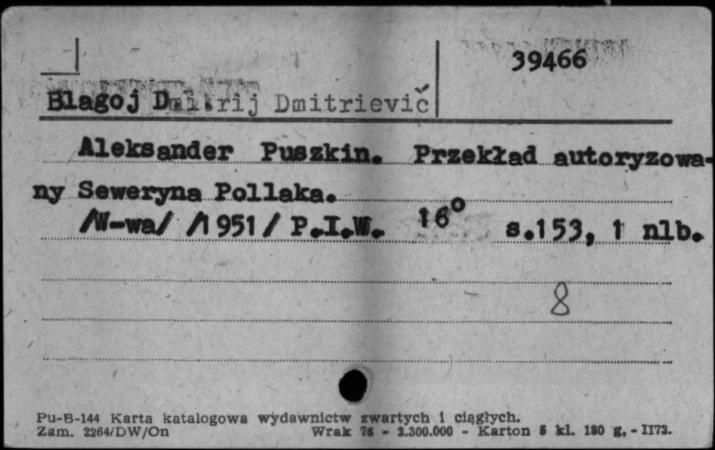 39466
Blagoj Dmitrij Dmitrievič
Aleksander Puszkin. Przekład autoryzowa-
ny Seweryna Pollaka.
/W-wa/ /1951/ P.I.W. 16° s.153, 1 nlb.
8
Pu-B-144 Karta katalogowa wydawnictw zwartych i ciągłych.
Zam. 2264/DW/On Wrak 76 - 2.300.000 - Karton 5 kl. 180 g, - II73.